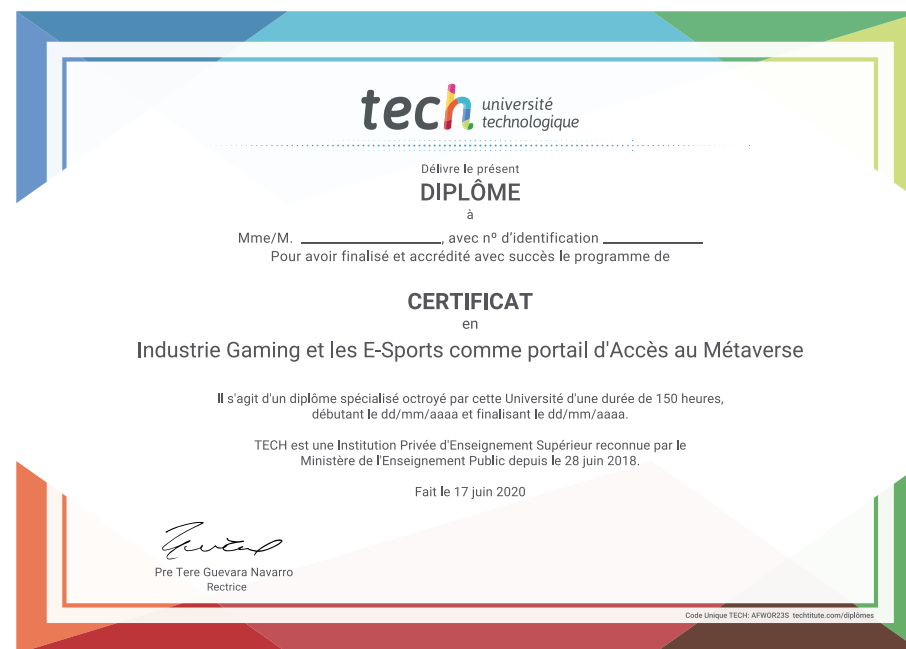 tech université
technologique
Délivre le présent
DIPLÔME
à
Mme/M. ____________________, avec nº d'identification ______________
Pour avoir finalisé et accrédité avec succès le programme de
CERTIFICAT
en
Industrie Gaming et les E-Sports comme portail d'Accès au Métaverse
Il s'agit d'un diplôme spécialisé octroyé par cette Université d'une durée de 150 heures,
débutant le dd/mm/aaaa et finalisant le dd/mm/aaaa.
TECH est une Institution Privée d'Enseignement Supérieur reconnue par le
Ministère de l'Enseignement Public depuis le 28 juin 2018.
Fait le 17 juin 2020
Pre Tere Guevara Navarro
Rectrice
Code Unique TECH: AFWOR23S techtitute.com/diplômes